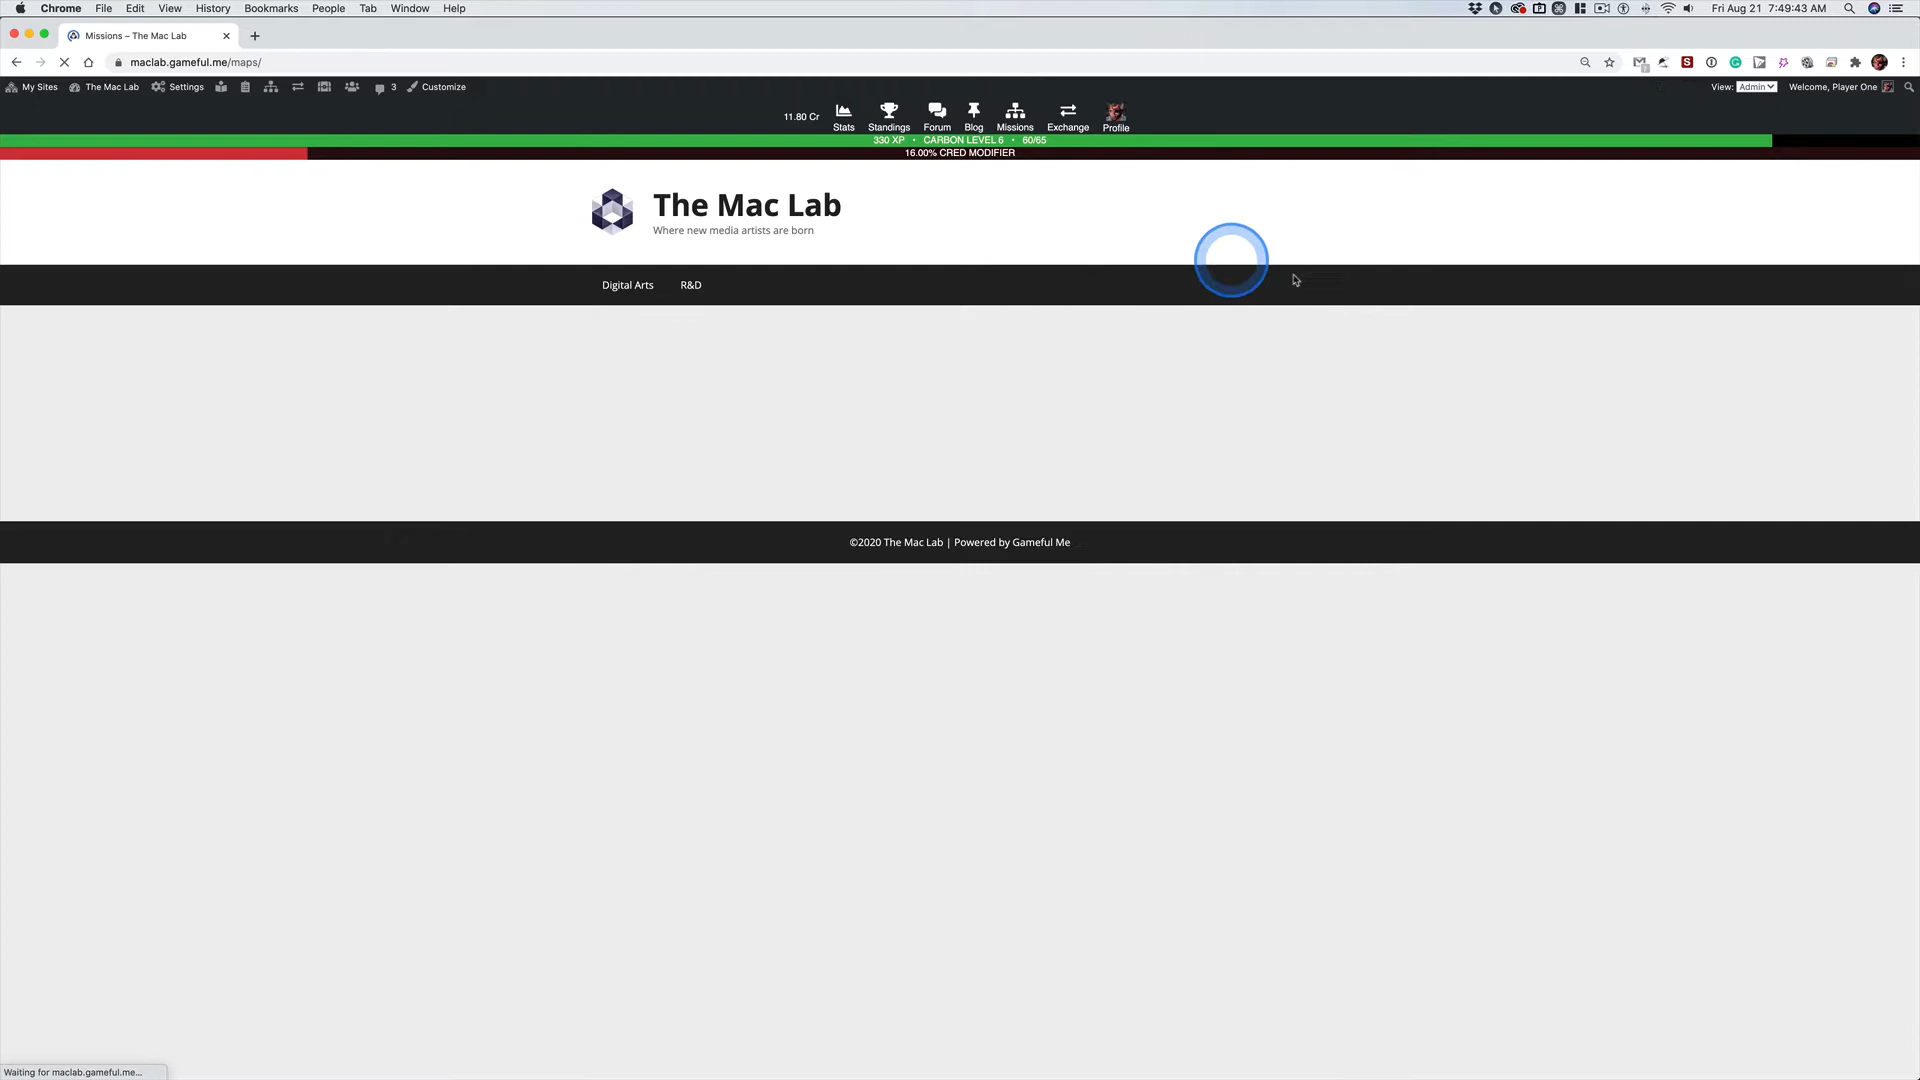 Chrome File Edit View History Bookmarks People Tab Window Help Fri Aug 21 7:49:43 AM
Missions – The Mac Lab
maclab.gameful.me/maps/
My Sites The Mac Lab Settings 3 Customize View: Admin Welcome, Player One
11.80 Cr Stats Standings Forum Blog Missions Exchange Profile
330 XP • CARBON LEVEL 6 • 60/65
16.00% CRED MODIFIER
The Mac Lab
Where new media artists are born
Digital Arts R&D
©2020 The Mac Lab | Powered by Gameful Me
Waiting for maclab.gameful.me...